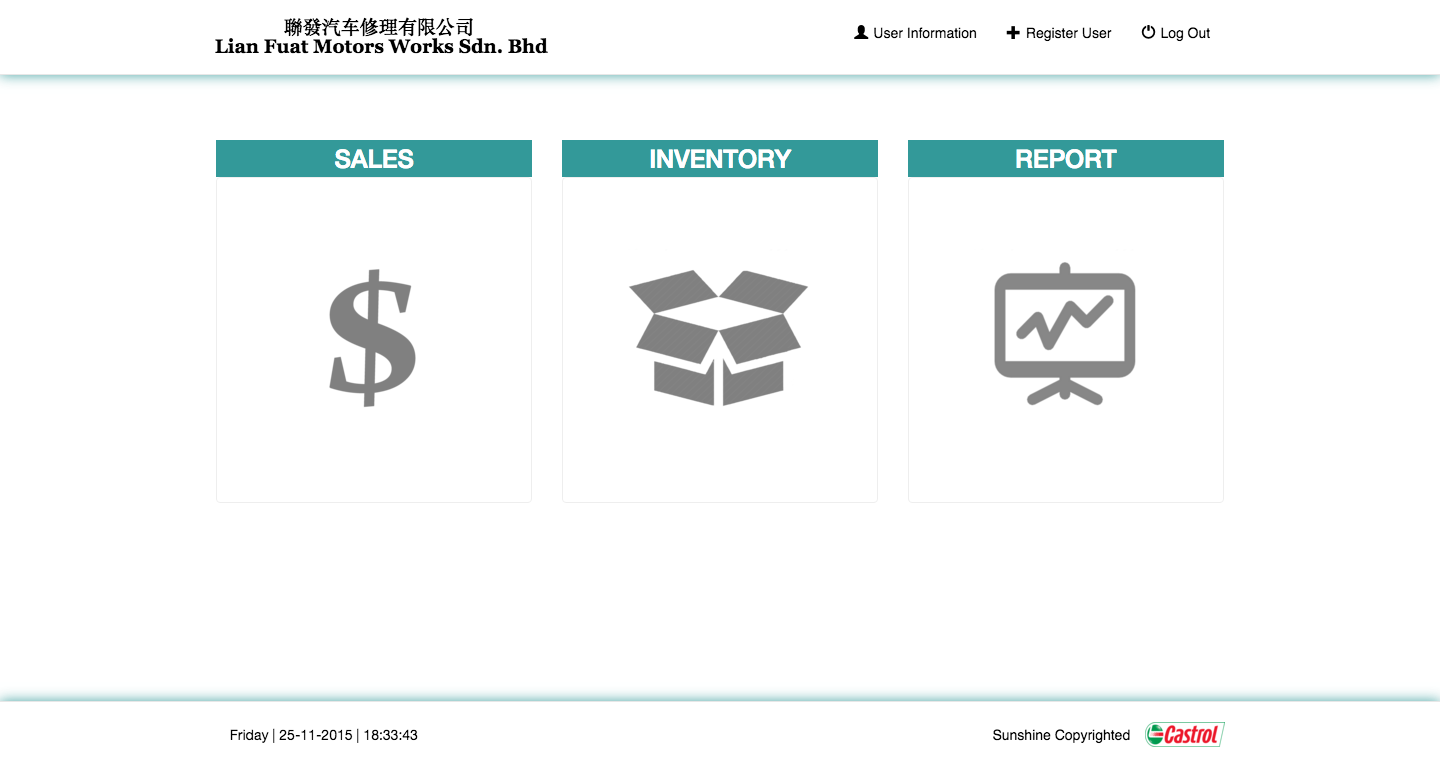 聯發汽车修理有限公司
Lian Fuat Motors Works Sdn. Bhd
User Information
Register User
Log Out
SALES
INVENTORY
REPORT
$
Friday | 25-11-2015 | 18:33:43
Sunshine Copyrighted
Castrol